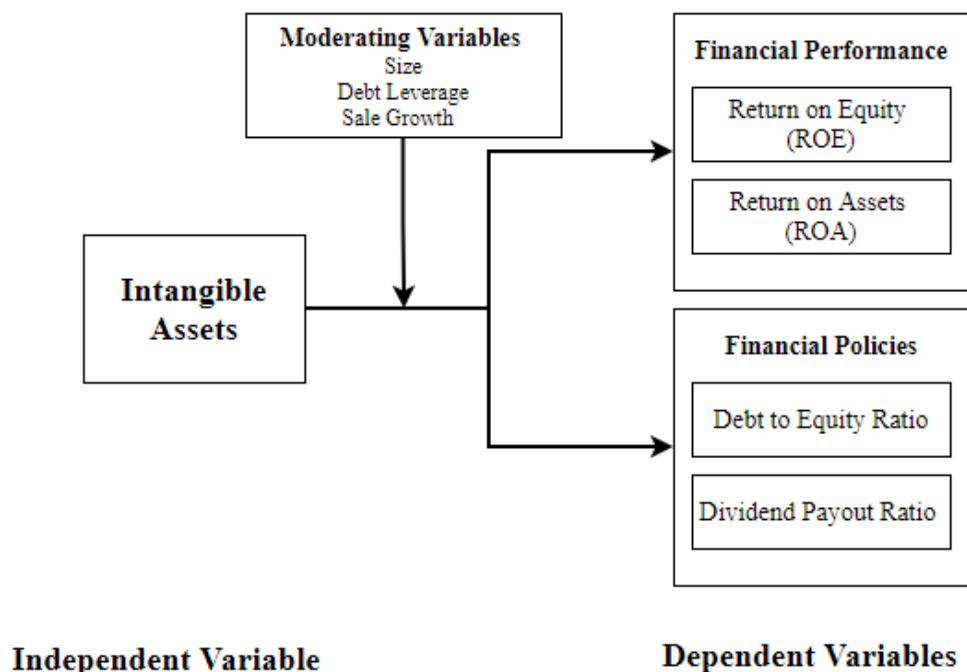 Moderating Variables
Size
Debt Leverage
Sale Growth
Financial Performance
Return on Equity
(ROE)
Return on Assets
(ROA)
Intangible
Assets
Financial Policies
Debt to Equity Ratio
Dividend Payout Ratio
Independent Variable
Dependent Variables